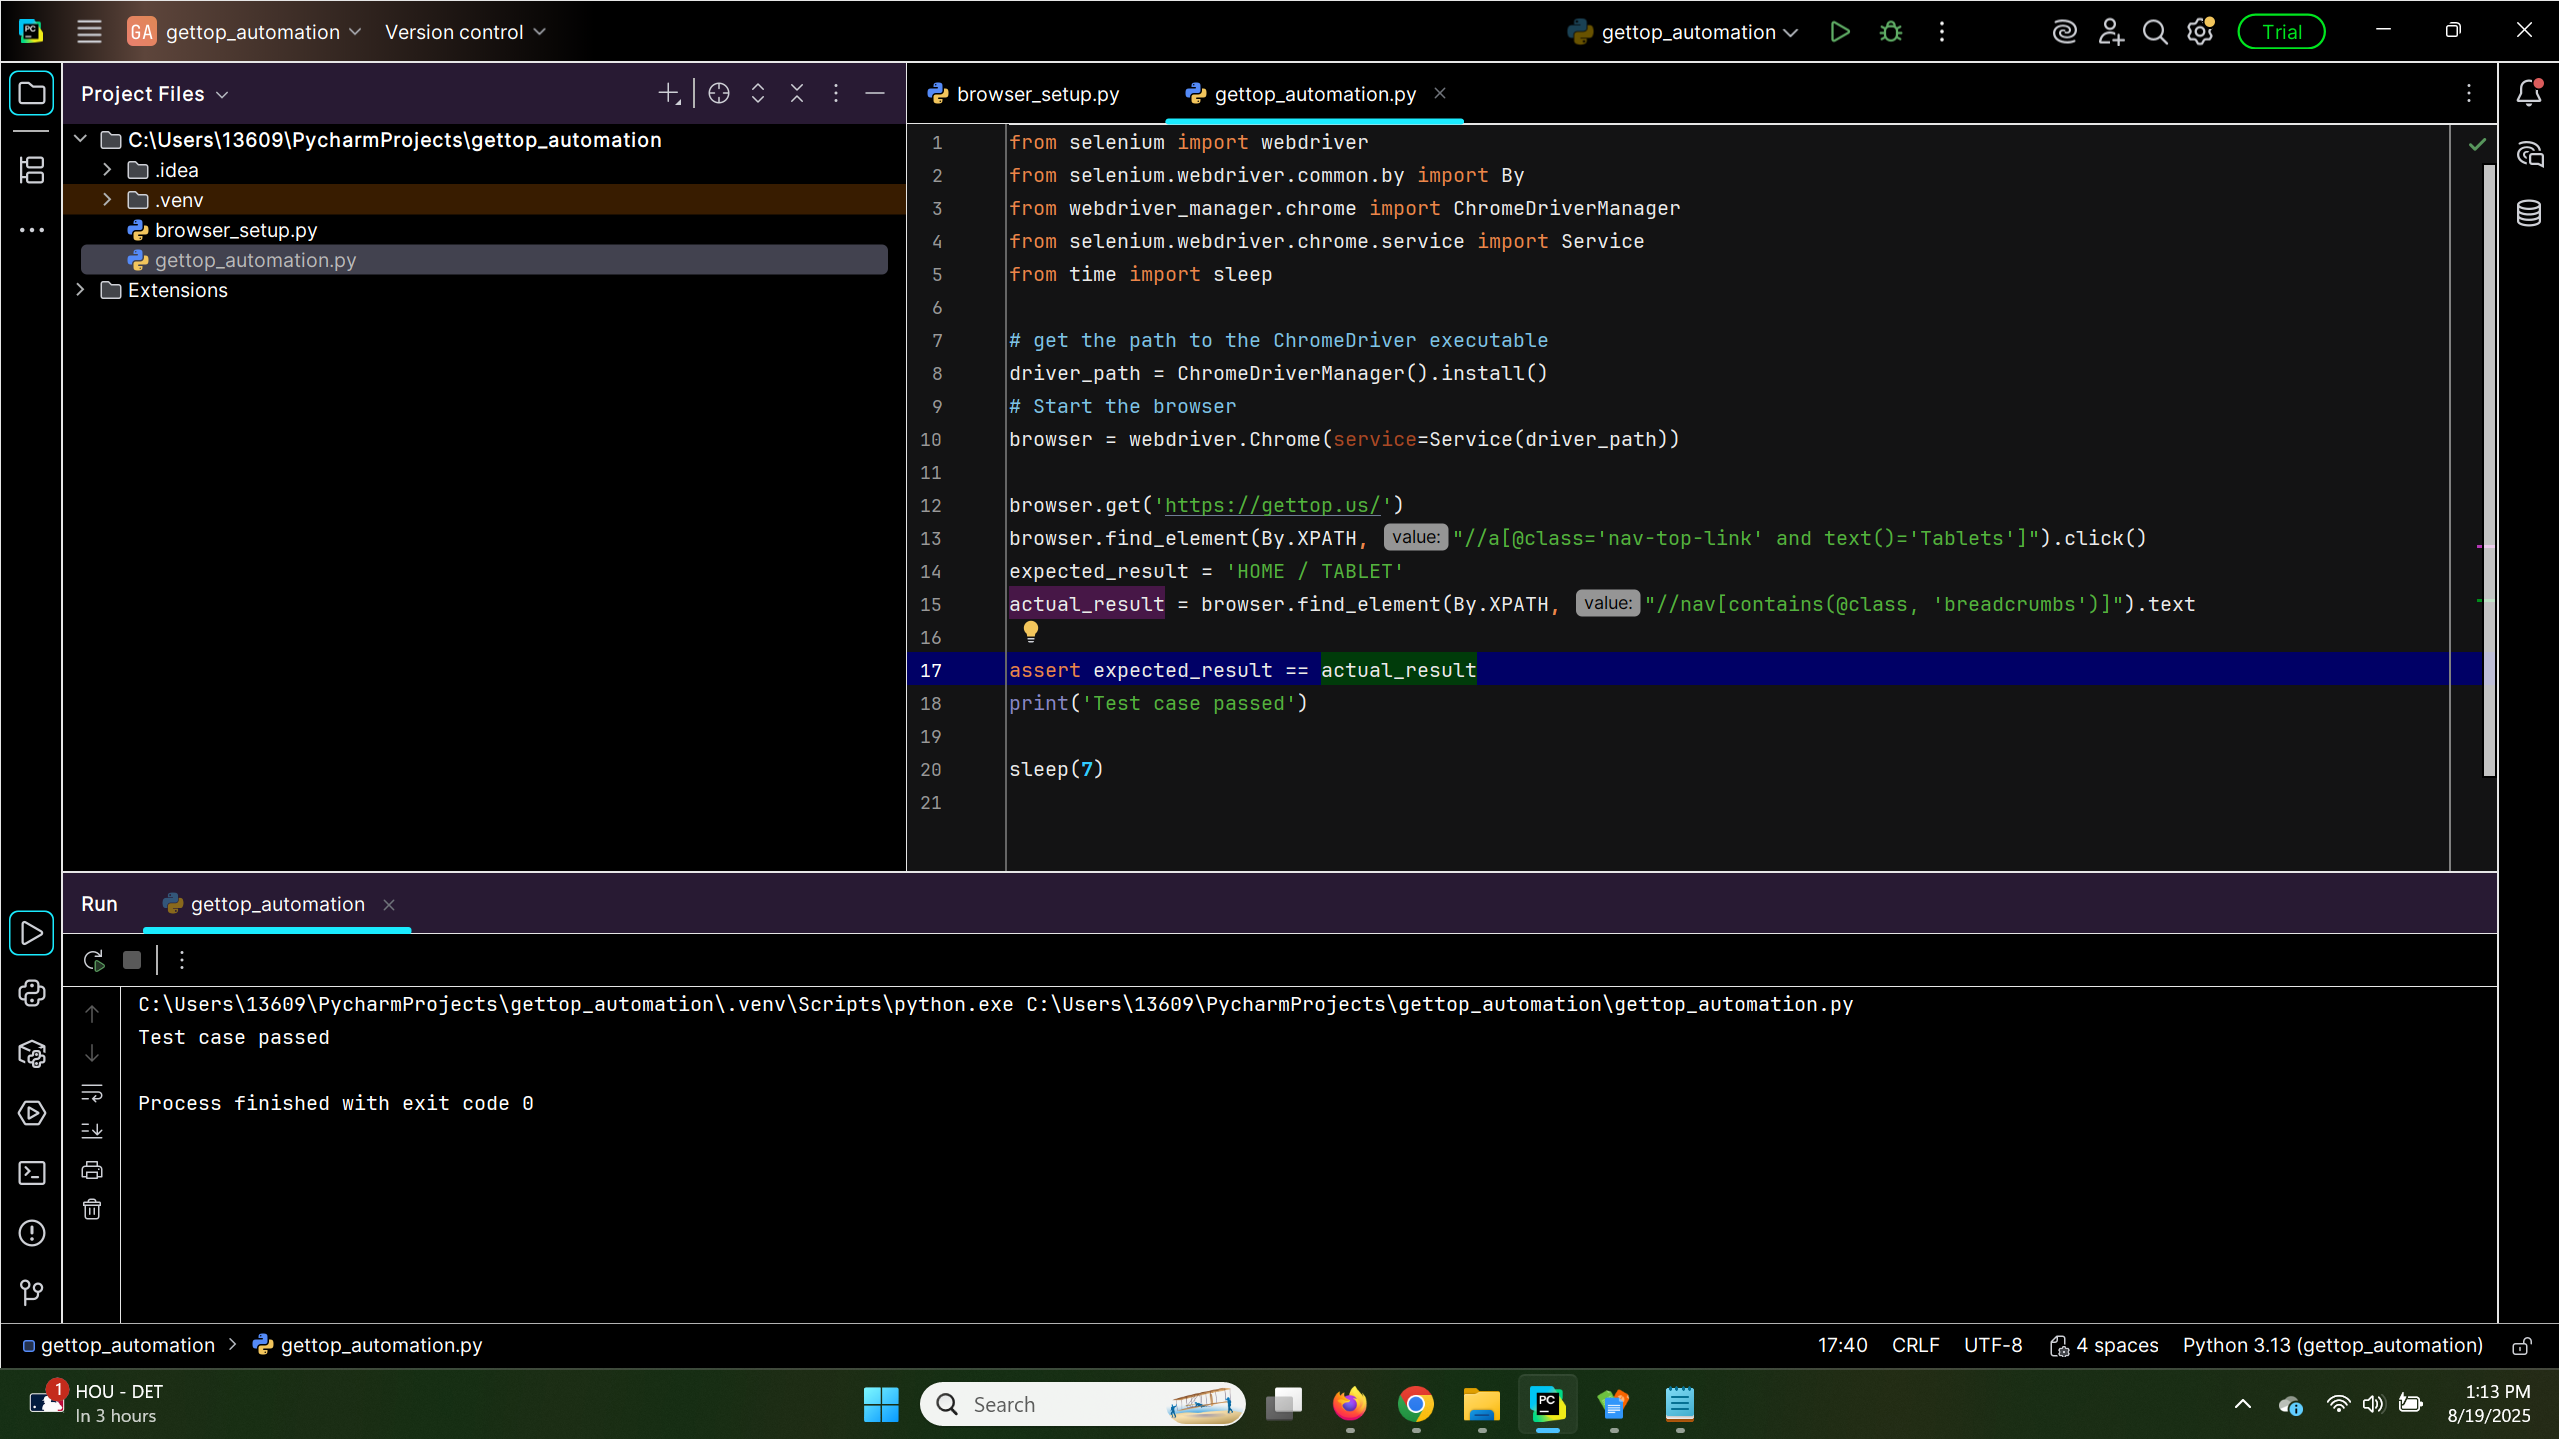 PC
GA gettop_automation Version control gettop_automation Trial
Project Files
C:\Users\13609\PycharmProjects\gettop_automation
.idea
.venv
browser_setup.py
gettop_automation.py
Extensions
browser_setup.py gettop_automation.py
1 from selenium import webdriver
2 from selenium.webdriver.common.by import By
3 from webdriver_manager.chrome import ChromeDriverManager
4 from selenium.webdriver.chrome.service import Service
5 from time import sleep
6
7 # get the path to the ChromeDriver executable
8 driver_path = ChromeDriverManager().install()
9 # Start the browser
10 browser = webdriver.Chrome(service=Service(driver_path))
11
12 browser.get('https://gettop.us/')
13 browser.find_element(By.XPATH, value: "//a[@class='nav-top-link' and text()='Tablets']").click()
14 expected_result = 'HOME / TABLET'
15 actual_result = browser.find_element(By.XPATH, value: "//nav[contains(@class, 'breadcrumbs')]").text
16
17 assert expected_result == actual_result
18 print('Test case passed')
19
20 sleep(7)
21
Run gettop_automation
C:\Users\13609\PycharmProjects\gettop_automation\.venv\Scripts\python.exe C:\Users\13609\PycharmProjects\gettop_automation\gettop_automation.py
Test case passed
Process finished with exit code 0
gettop_automation gettop_automation.py 17:40 CRLF UTF-8 4 spaces Python 3.13 (gettop_automation)
1
HOU - DET
In 3 hours
Search
PC
1:13 PM
8/19/2025